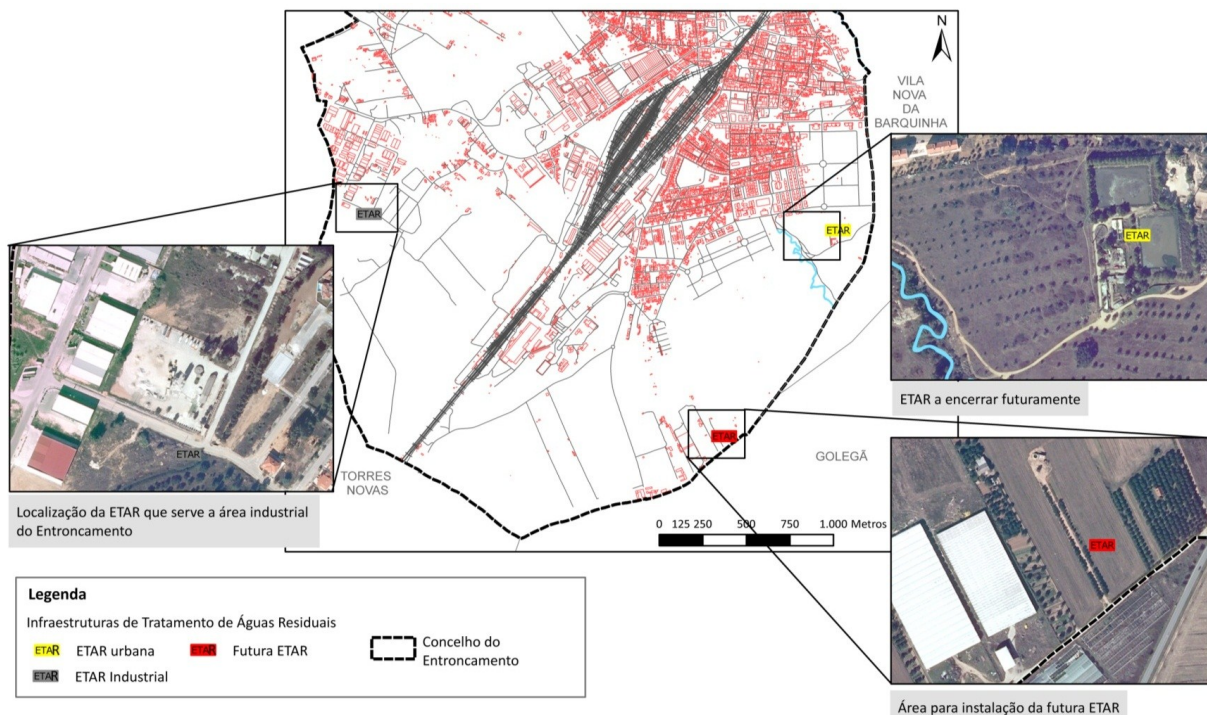 N
VILA
NOVA
DA
BARQUINHA
ETAR
ETAR
ETAR
ETAR
ETAR a encerrar futuramente
ETAR
Localização da ETAR que serve a área industrial
do Entroncamento
TORRES
NOVAS
ETAR
GOLEGÃ
0 125 250 500 750 1.000 Metros
ETAR
Área para instalação da futura ETAR
Legenda
Infraestruturas de Tratamento de Águas Residuais
ETAR ETAR urbana
ETAR Futura ETAR
ETAR ETAR Industrial
Concelho do
Entroncamento